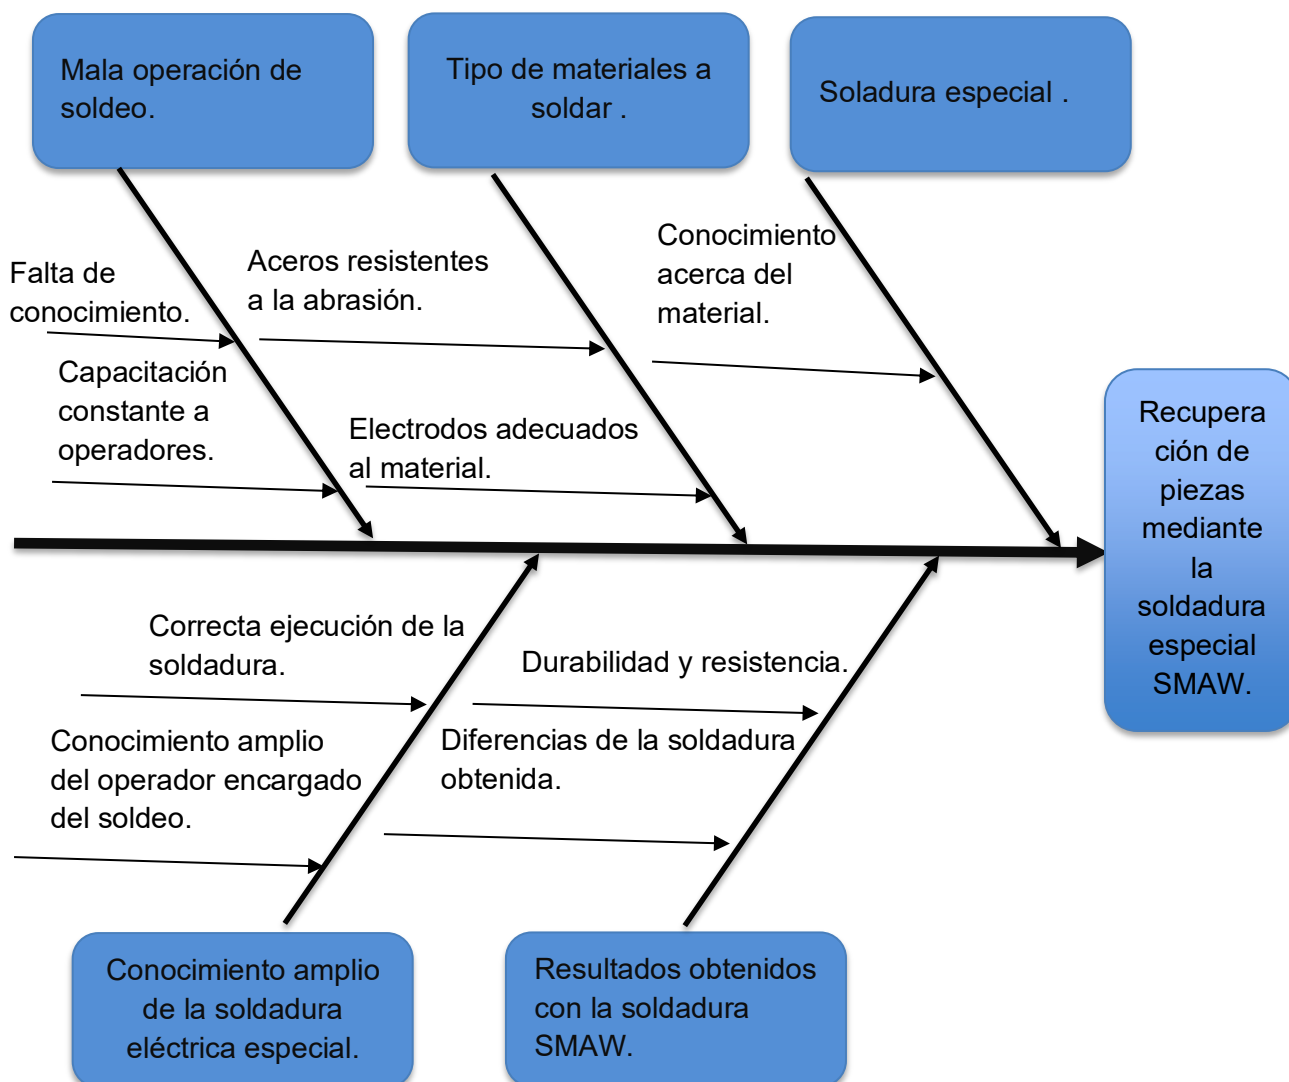 Mala operación de
soldeo.
Tipo de materiales a
soldar .
Soladura especial .
Falta de
conocimiento.
Capacitación
constante a
operadores.
Aceros resistentes
a la abrasión.
Electrodos adecuados
al material.
Conocimiento
acerca del
material.
Recupera
ción de
piezas
mediante
la
soldadura
especial
SMAW.
Correcta ejecución de la
soldadura.
Conocimiento amplio
del operador encargado
del soldeo.
Durabilidad y resistencia.
Diferencias de la soldadura
obtenida.
Conocimiento amplio
de la soldadura
eléctrica especial.
Resultados obtenidos
con la soldadura
SMAW.